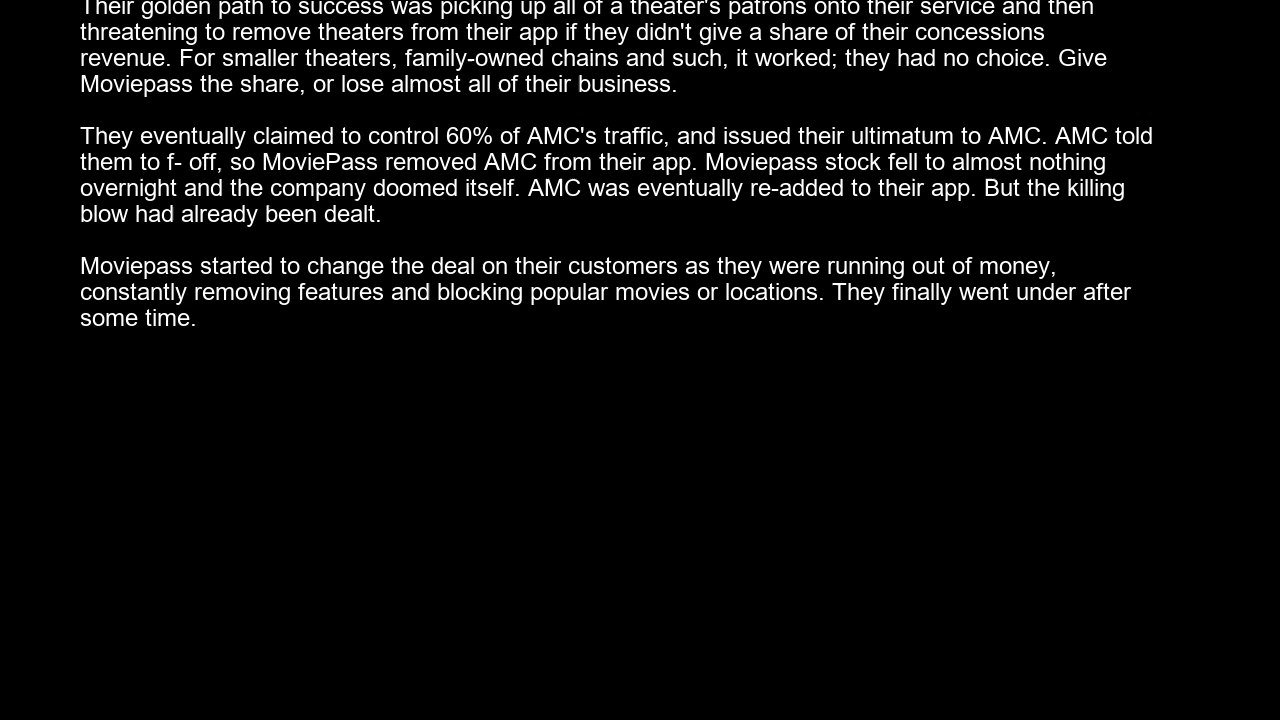 Their golden path to success was picking up all of a theater's patrons onto their service and then
threatening to remove theaters from their app if they didn't give a share of their concessions
revenue. For smaller theaters, family-owned chains and such, it worked; they had no choice. Give
Moviepass the share, or lose almost all of their business.
They eventually claimed to control 60% of AMC's traffic, and issued their ultimatum to AMC. AMC told
them to f- off, so MoviePass removed AMC from their app. Moviepass stock fell to almost nothing
overnight and the company doomed itself. AMC was eventually re-added to their app. But the killing
blow had already been dealt.
Moviepass started to change the deal on their customers as they were running out of money,
constantly removing features and blocking popular movies or locations. They finally went under after
some time.